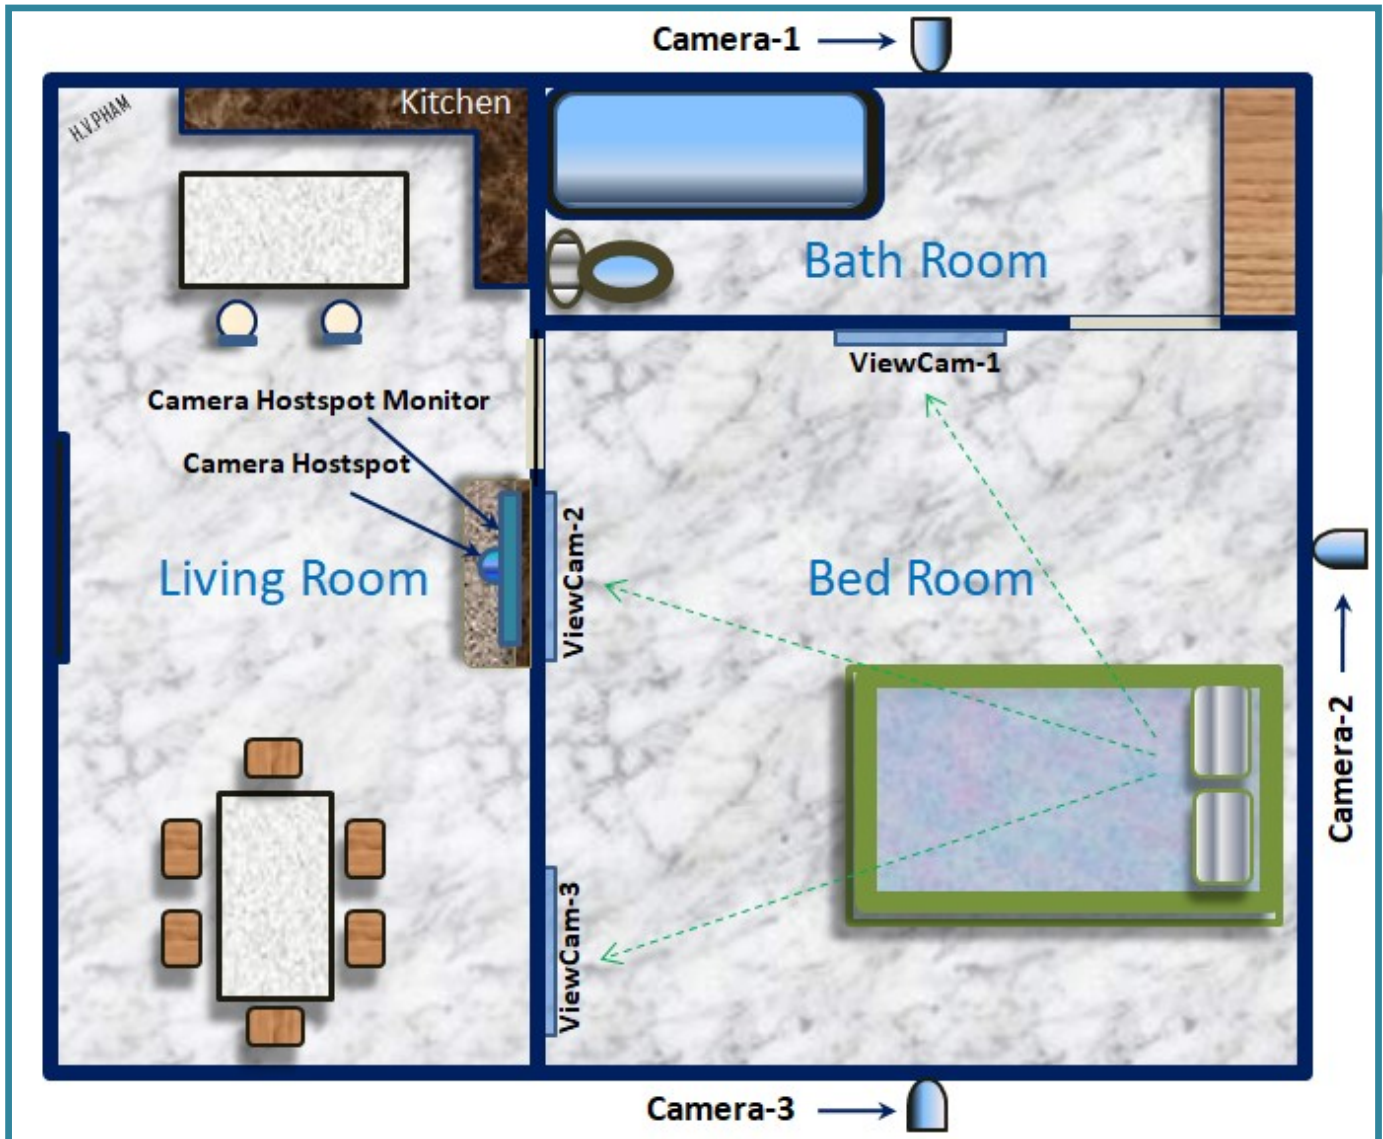 Camera-1
H.V.PHAM
Kitchen
Bath Room
ViewCam-1
Camera Hostspot Monitor
Camera Hostspot
ViewCam-2
Living Room
Bed Room
Camera-2
ViewCam-3
Camera-3